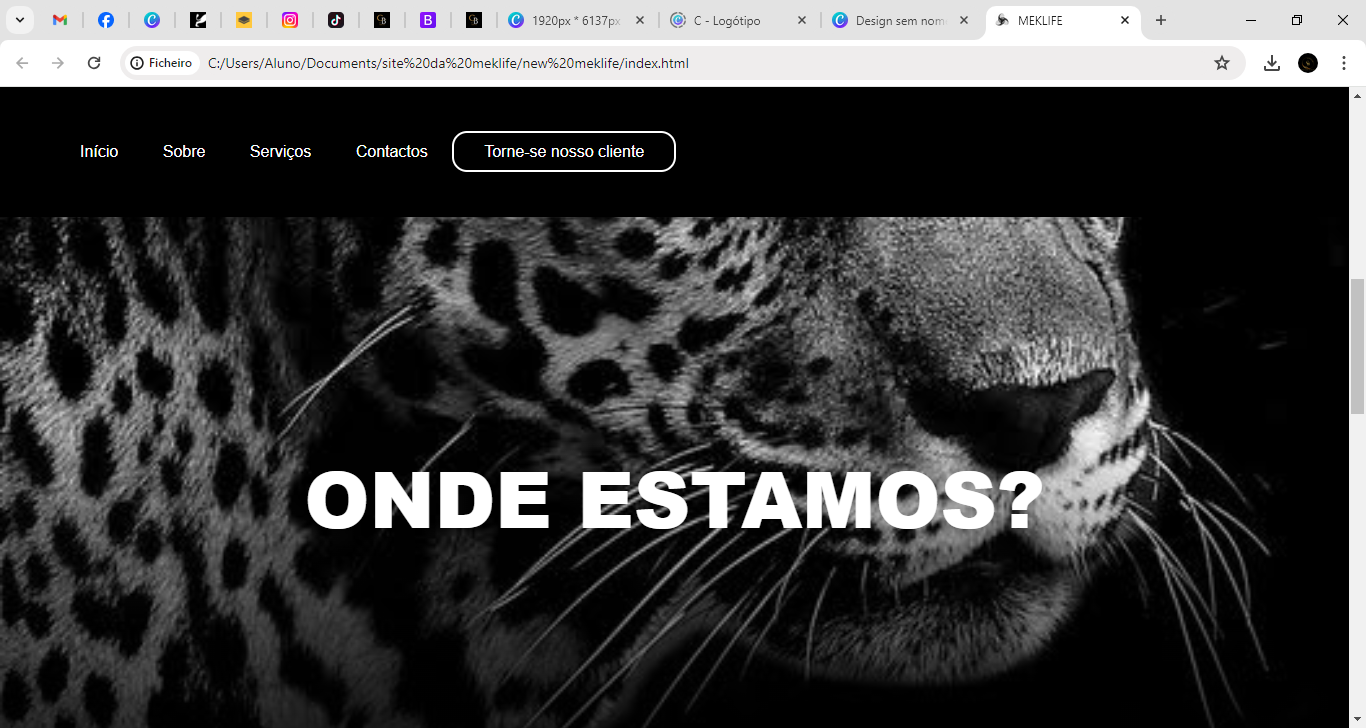 1920px * 6137px
C - Logótipo
Design sem nom
MEKLIFE
Ficheiro
C:/Users/Aluno/Documents/site%20da%20meklife/new%20meklife/index.html
Início
Sobre
Serviços
Contactos
Torne-se nosso cliente
ONDE ESTAMOS?